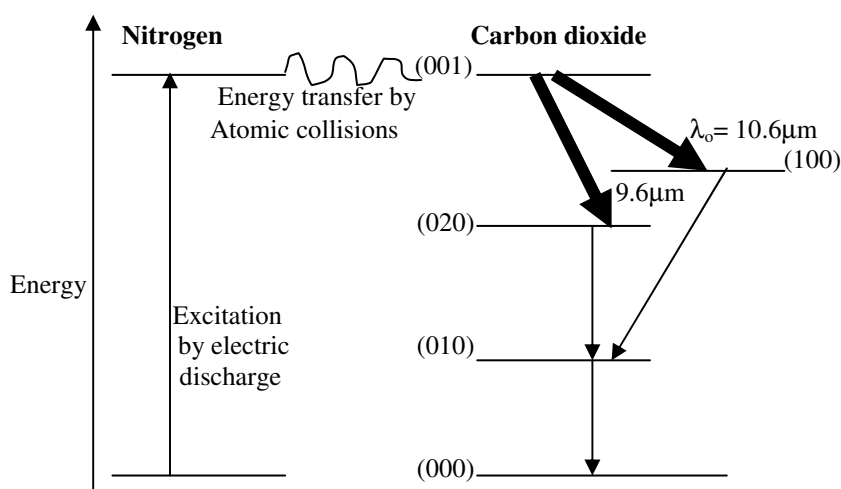 Nitrogen
Carbon dioxide
(001)
Energy transfer by
Atomic collisions
λo= 10.6μm
(100)
9.6μm
(020)
Energy
Excitation
by electric
discharge
(010)
(000)